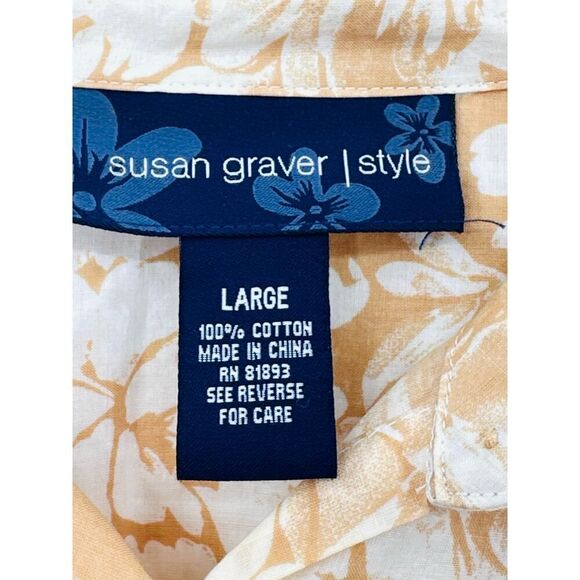 susan graver | style
LARGE
100% COTTON
MADE IN CHINA
RN 81893
SEE REVERSE
FOR CARE